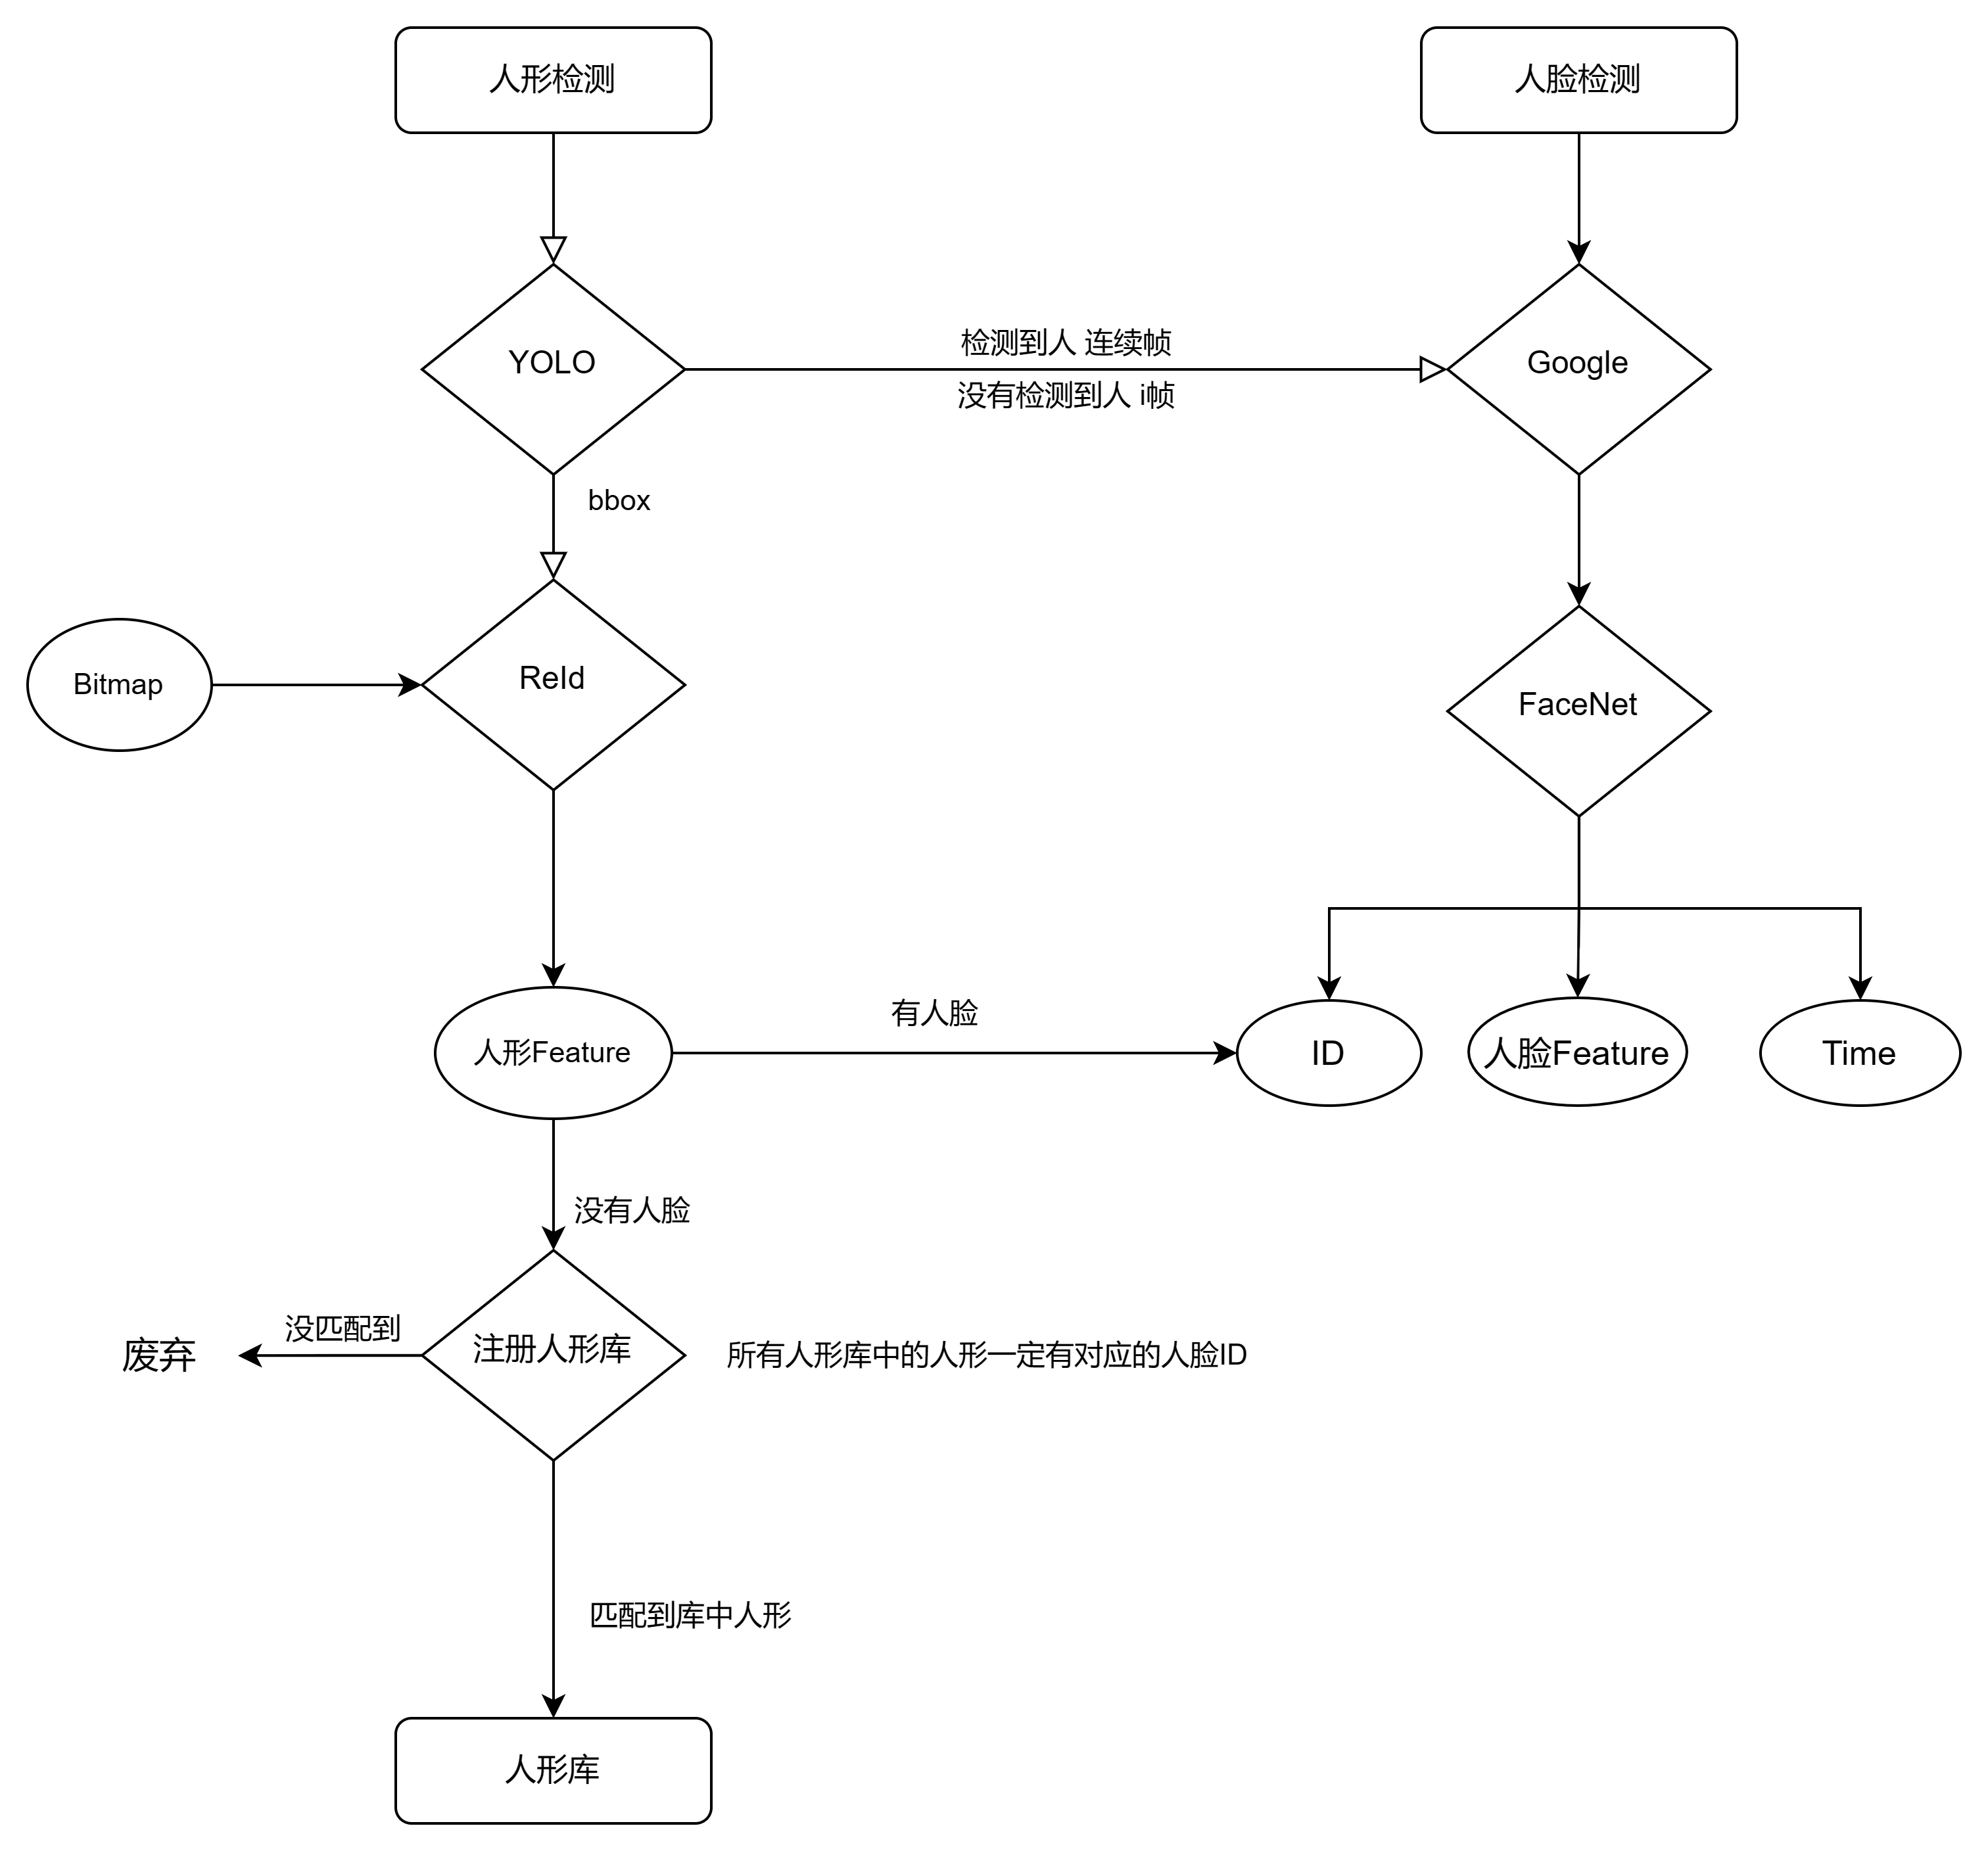 人形检测
人脸检测
YOLO
检测到人 连续帧
没有检测到人 i帧
Google
bbox
Bitmap
ReId
FaceNet
人形Feature
有人脸
ID
人脸Feature
Time
没有人脸
废弃
没匹配到
注册人形库
所有人形库中的人形一定有对应的人脸ID
匹配到库中人形
人形库